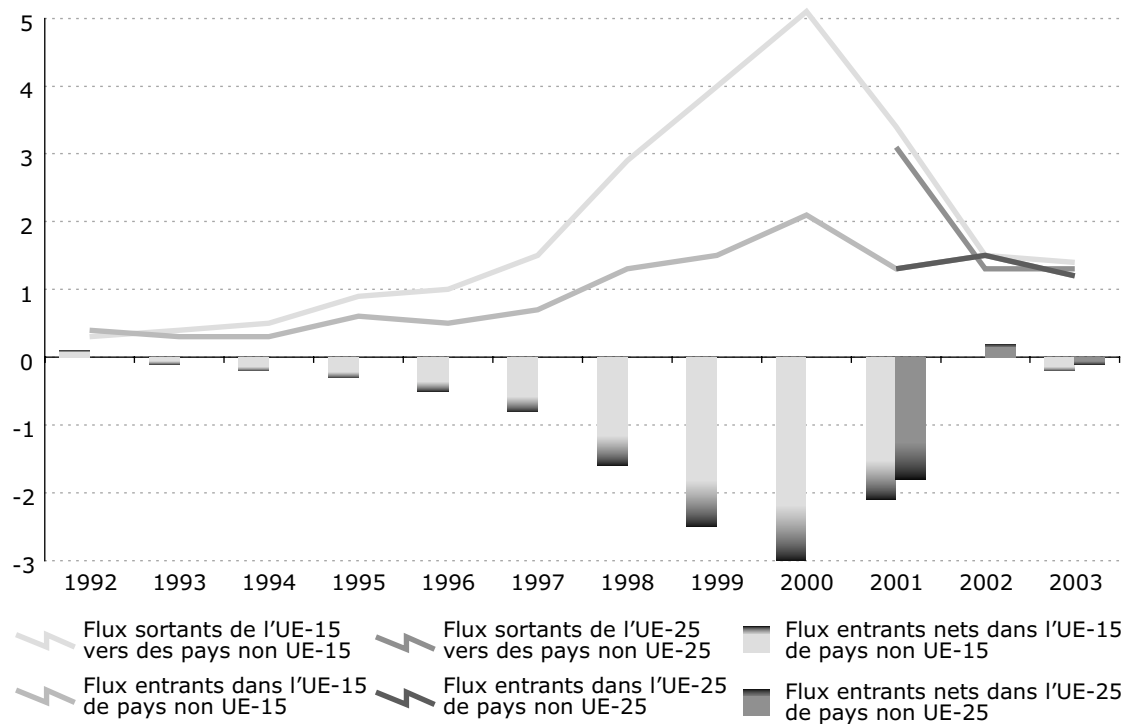 5
4
3
2
1
0
-1
-2
-3
1992 1993 1994 1995 1996 1997 1998 1999 2000 2001 2002 2003
Flux sortants de l’UE-15
vers des pays non UE-15
Flux sortants de l’UE-25
vers des pays non UE-25
Flux entrants nets dans l’UE-15
de pays non UE-15
Flux entrants dans l’UE-15
de pays non UE-15
Flux entrants dans l’UE-25
de pays non UE-25
Flux entrants nets dans l’UE-25
de pays non UE-25